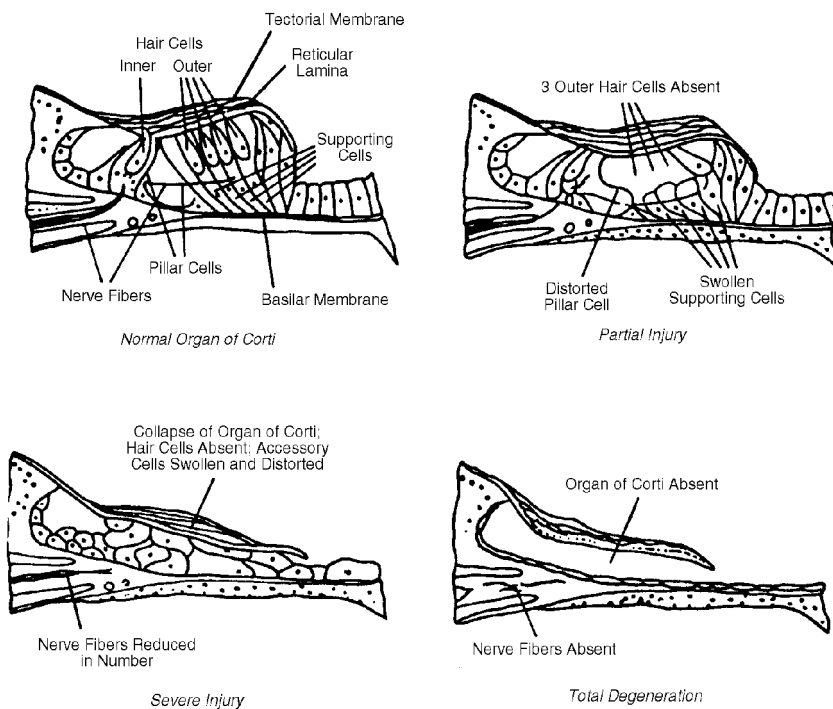 Tectorial Membrane
Hair Cells
Inner Outer
Reticular
Lamina
Supporting
Cells
Pillar Cells
Nerve Fibers
Basilar Membrane
Normal Organ of Corti
3 Outer Hair Cells Absent
Distorted
Pillar Cell
Swollen
Supporting Cells
Partial Injury
Collapse of Organ of Corti;
Hair Cells Absent; Accessory
Cells Swollen and Distorted
Nerve Fibers Reduced
in Number
Severe Injury
Organ of Corti Absent
Nerve Fibers Absent
Total Degeneration